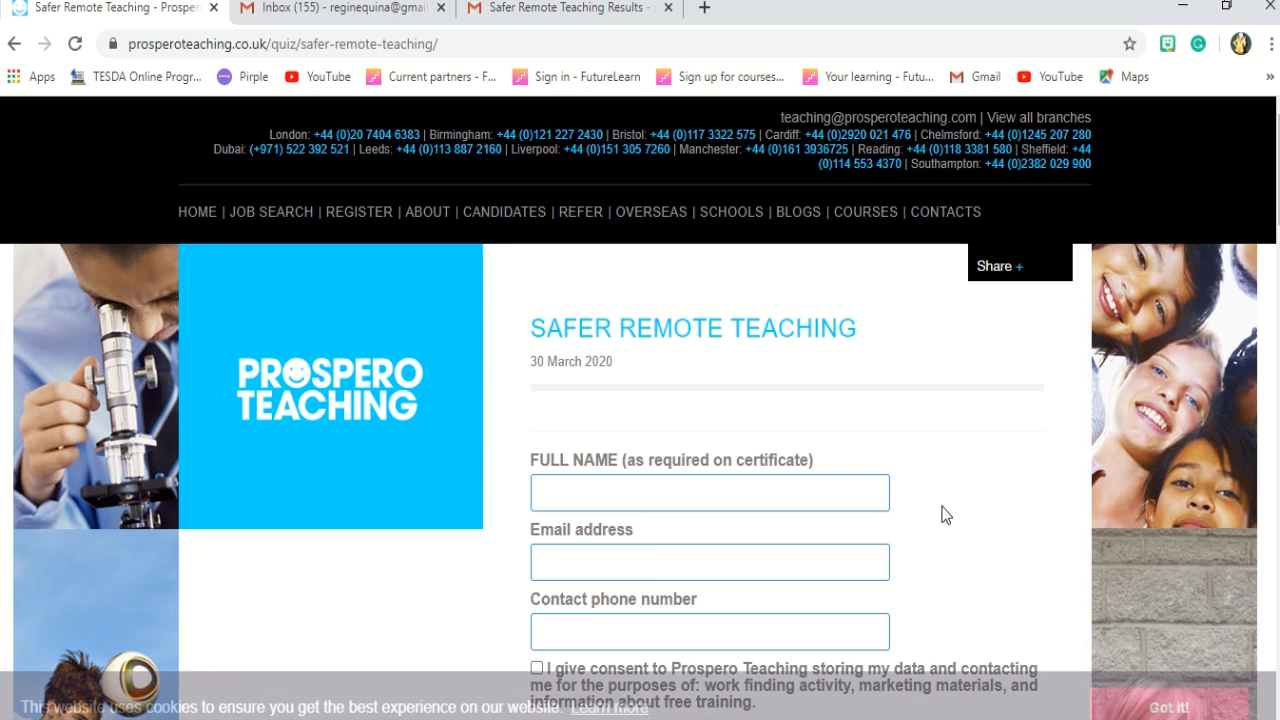 Safer Remote Teaching - Prosper
Inbox (155) - reginequina@gmai
Safer Remote Teaching Results -
prosperoteaching.co.uk/quiz/safer-remote-teaching/
Apps TESDA Online Progr... Pirple YouTube Current partners - F... Sign in - FutureLearn Sign up for courses... Your learning - Futu... Gmail YouTube Maps »
teaching@prosperoteaching.com | View all branches
London: +44 (0)20 7404 6383 | Birmingham: +44 (0)121 227 2430 | Bristol: +44 (0)117 3322 575 | Cardiff: +44 (0)2920 021 476 | Chelmsford: +44 (0)1245 207 280
Dubai: (+971) 522 392 521 | Leeds: +44 (0)113 887 2160 | Liverpool: +44 (0)151 305 7260 | Manchester: +44 (0)161 3936725 | Reading: +44 (0)118 3381 580 | Sheffield: +44
(0)114 553 4370 | Southampton: +44 (0)2382 029 900
HOME | JOB SEARCH | REGISTER | ABOUT | CANDIDATES | REFER | OVERSEAS | SCHOOLS | BLOGS | COURSES | CONTACTS
Share +
PROSPERO
TEACHING
SAFER REMOTE TEACHING
30 March 2020
FULL NAME (as required on certificate)
Email address
Contact phone number
I give consent to Prospero Teaching storing my data and contacting
me for the purposes of: work finding activity, marketing materials, and
information about free training.
This website uses cookies to ensure you get the best experience on our website. Learn more
Got it!